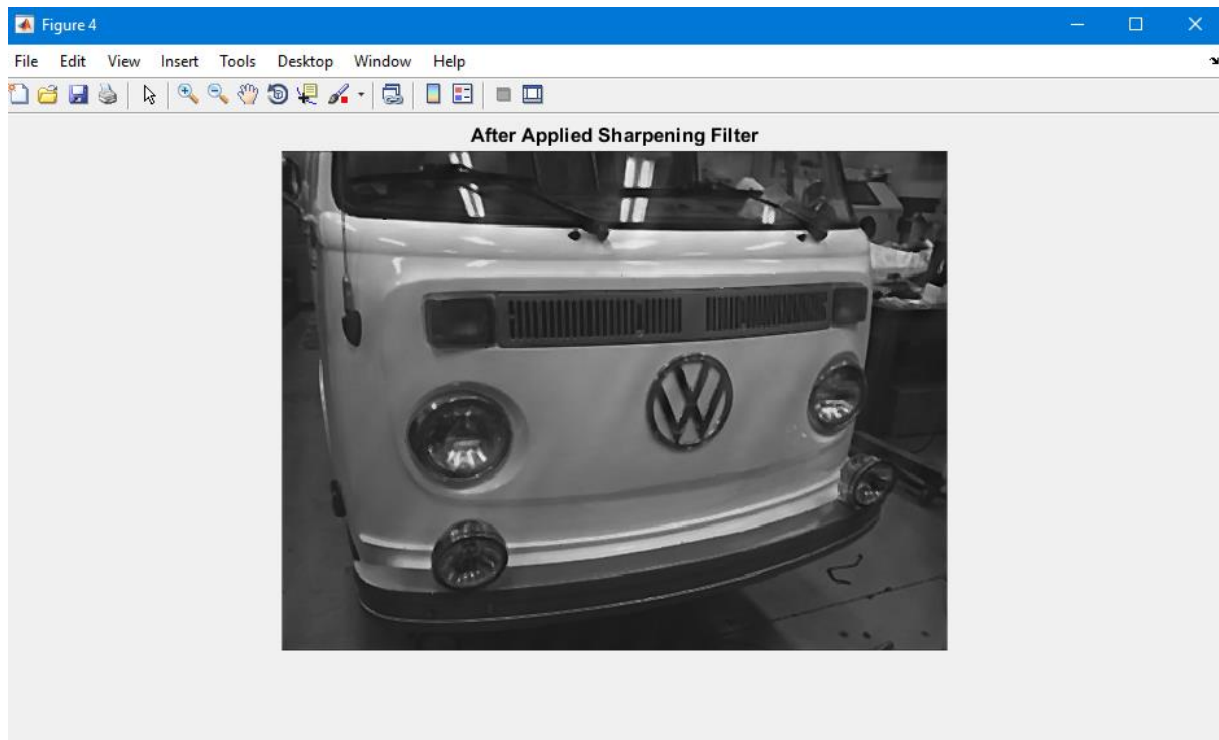 Figure 4
File Edit View Insert Tools Desktop Window Help
After Applied Sharpening Filter